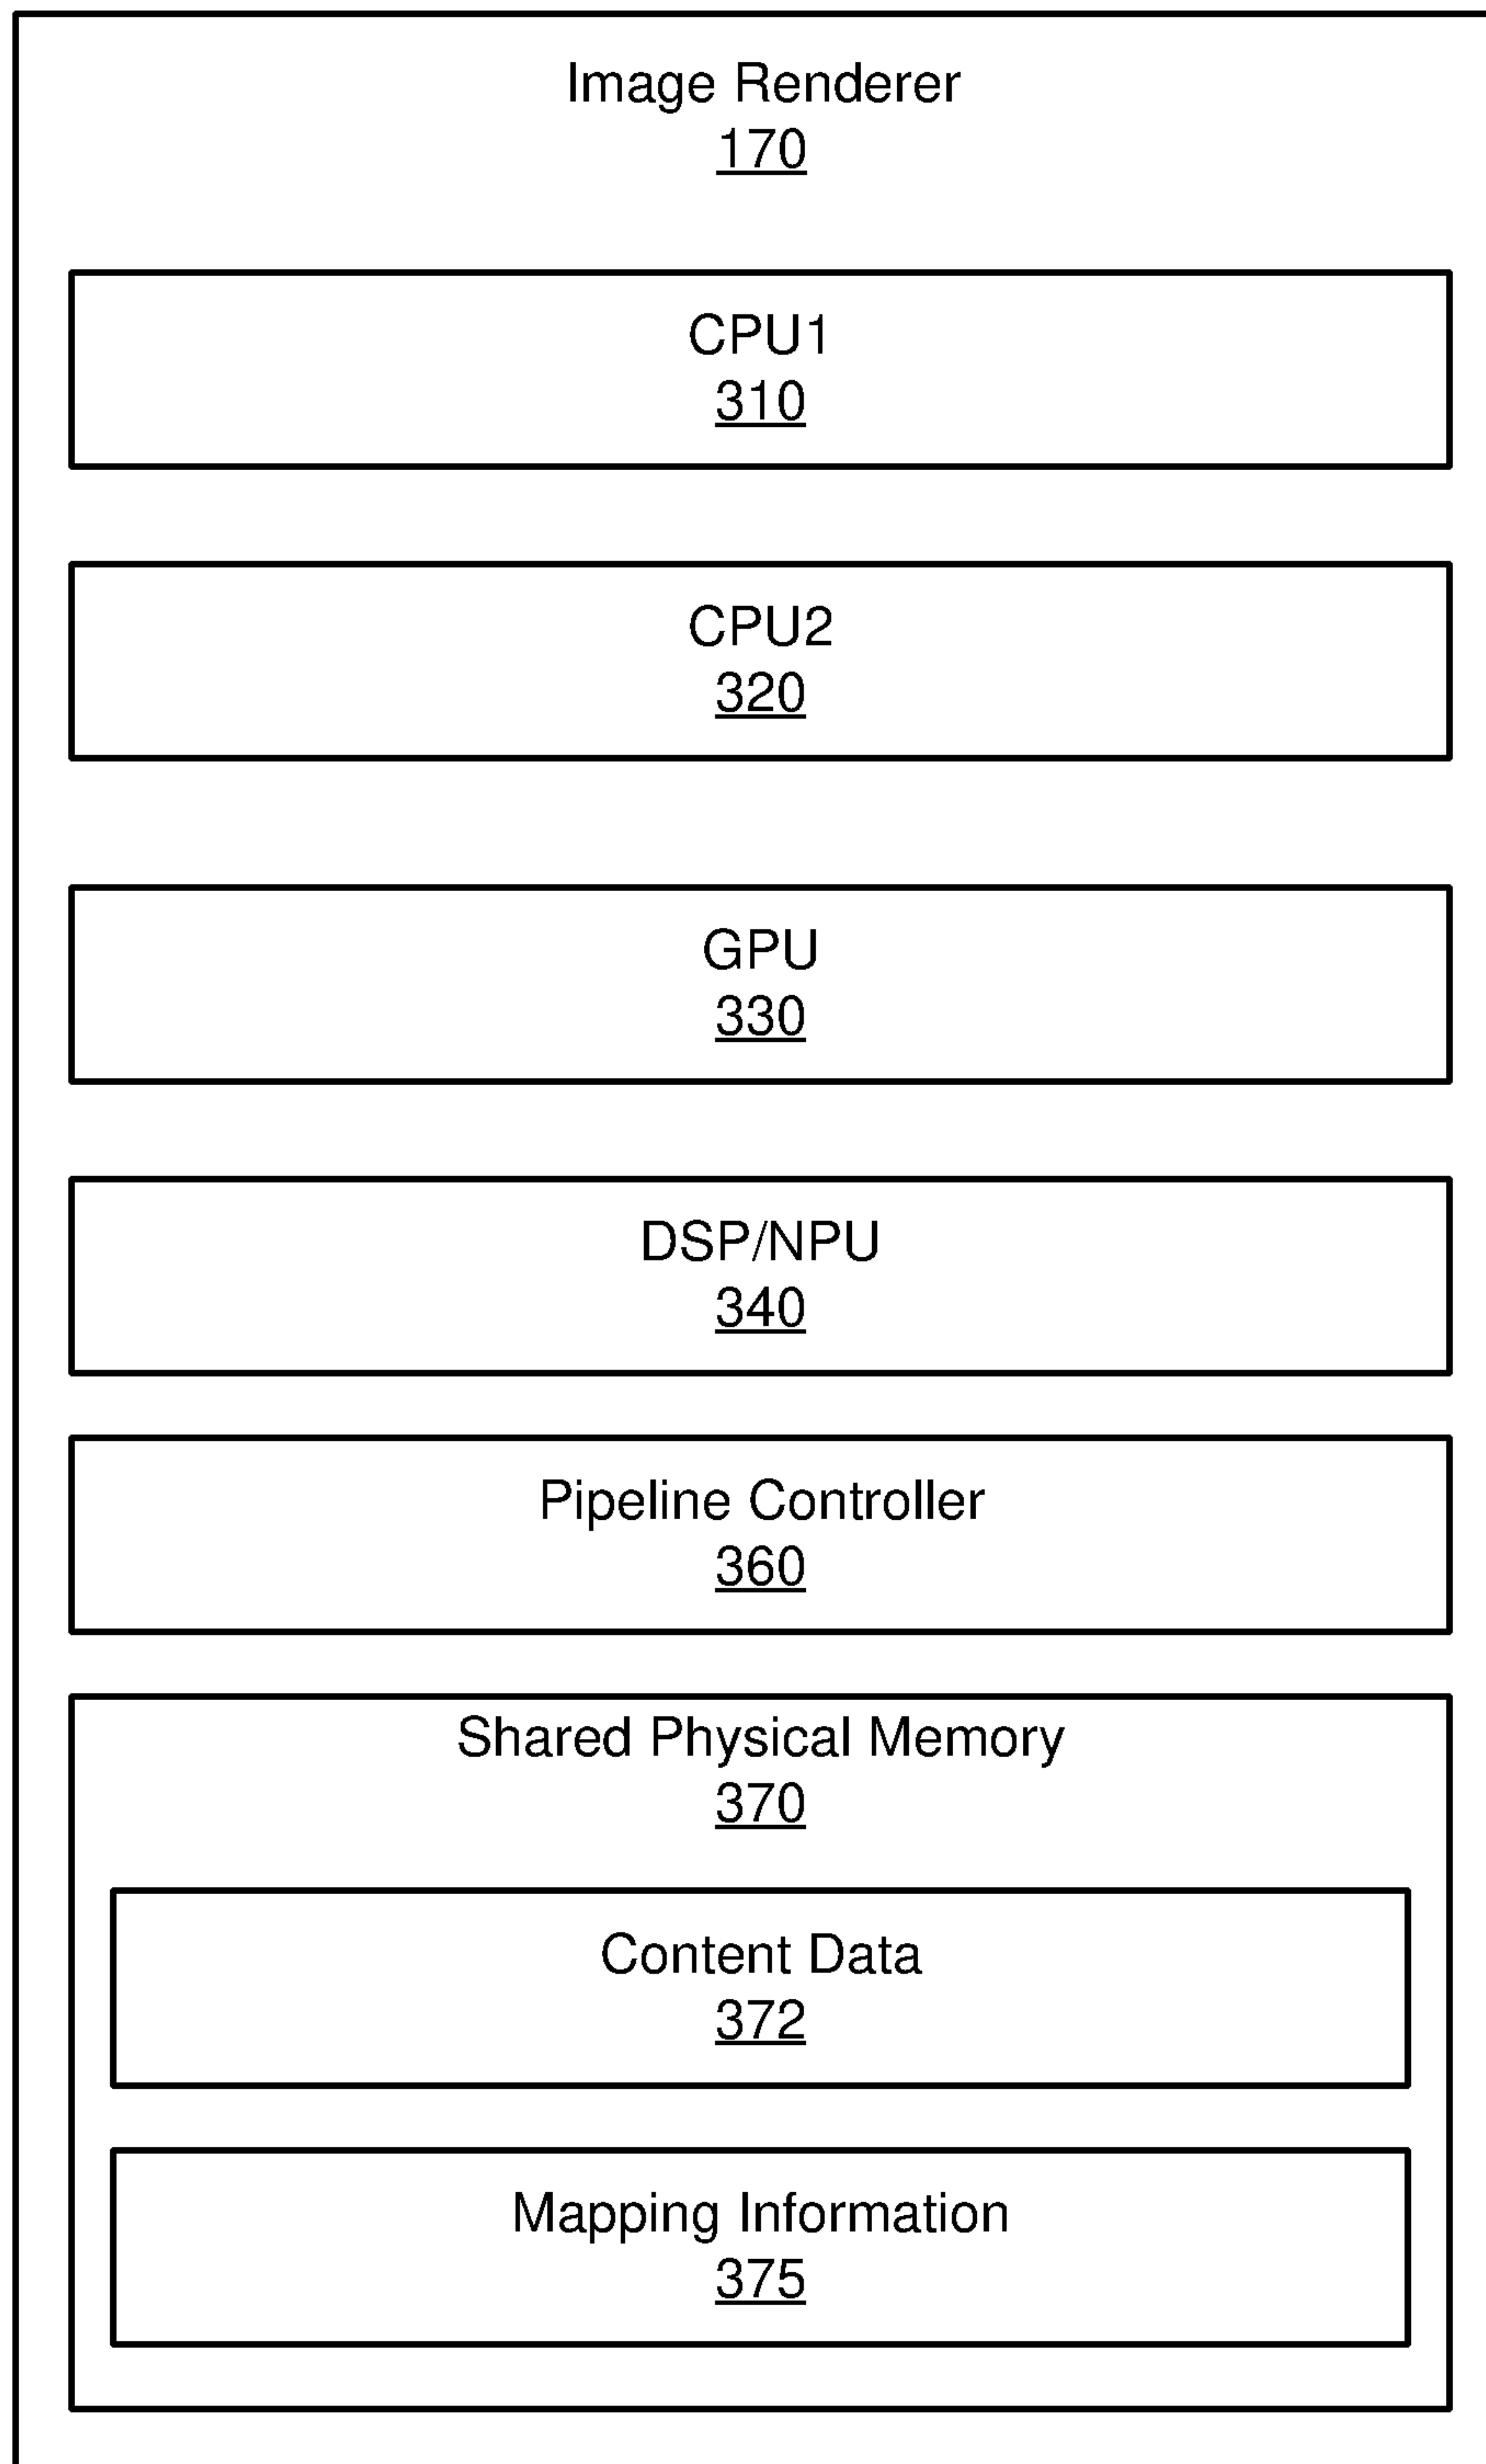 Image Renderer
170
CPU1
310
CPU2
320
GPU
330
DSP/NPU
340
Pipeline Controller
360
Shared Physical Memory
370
Content Data
372
Mapping Information
375